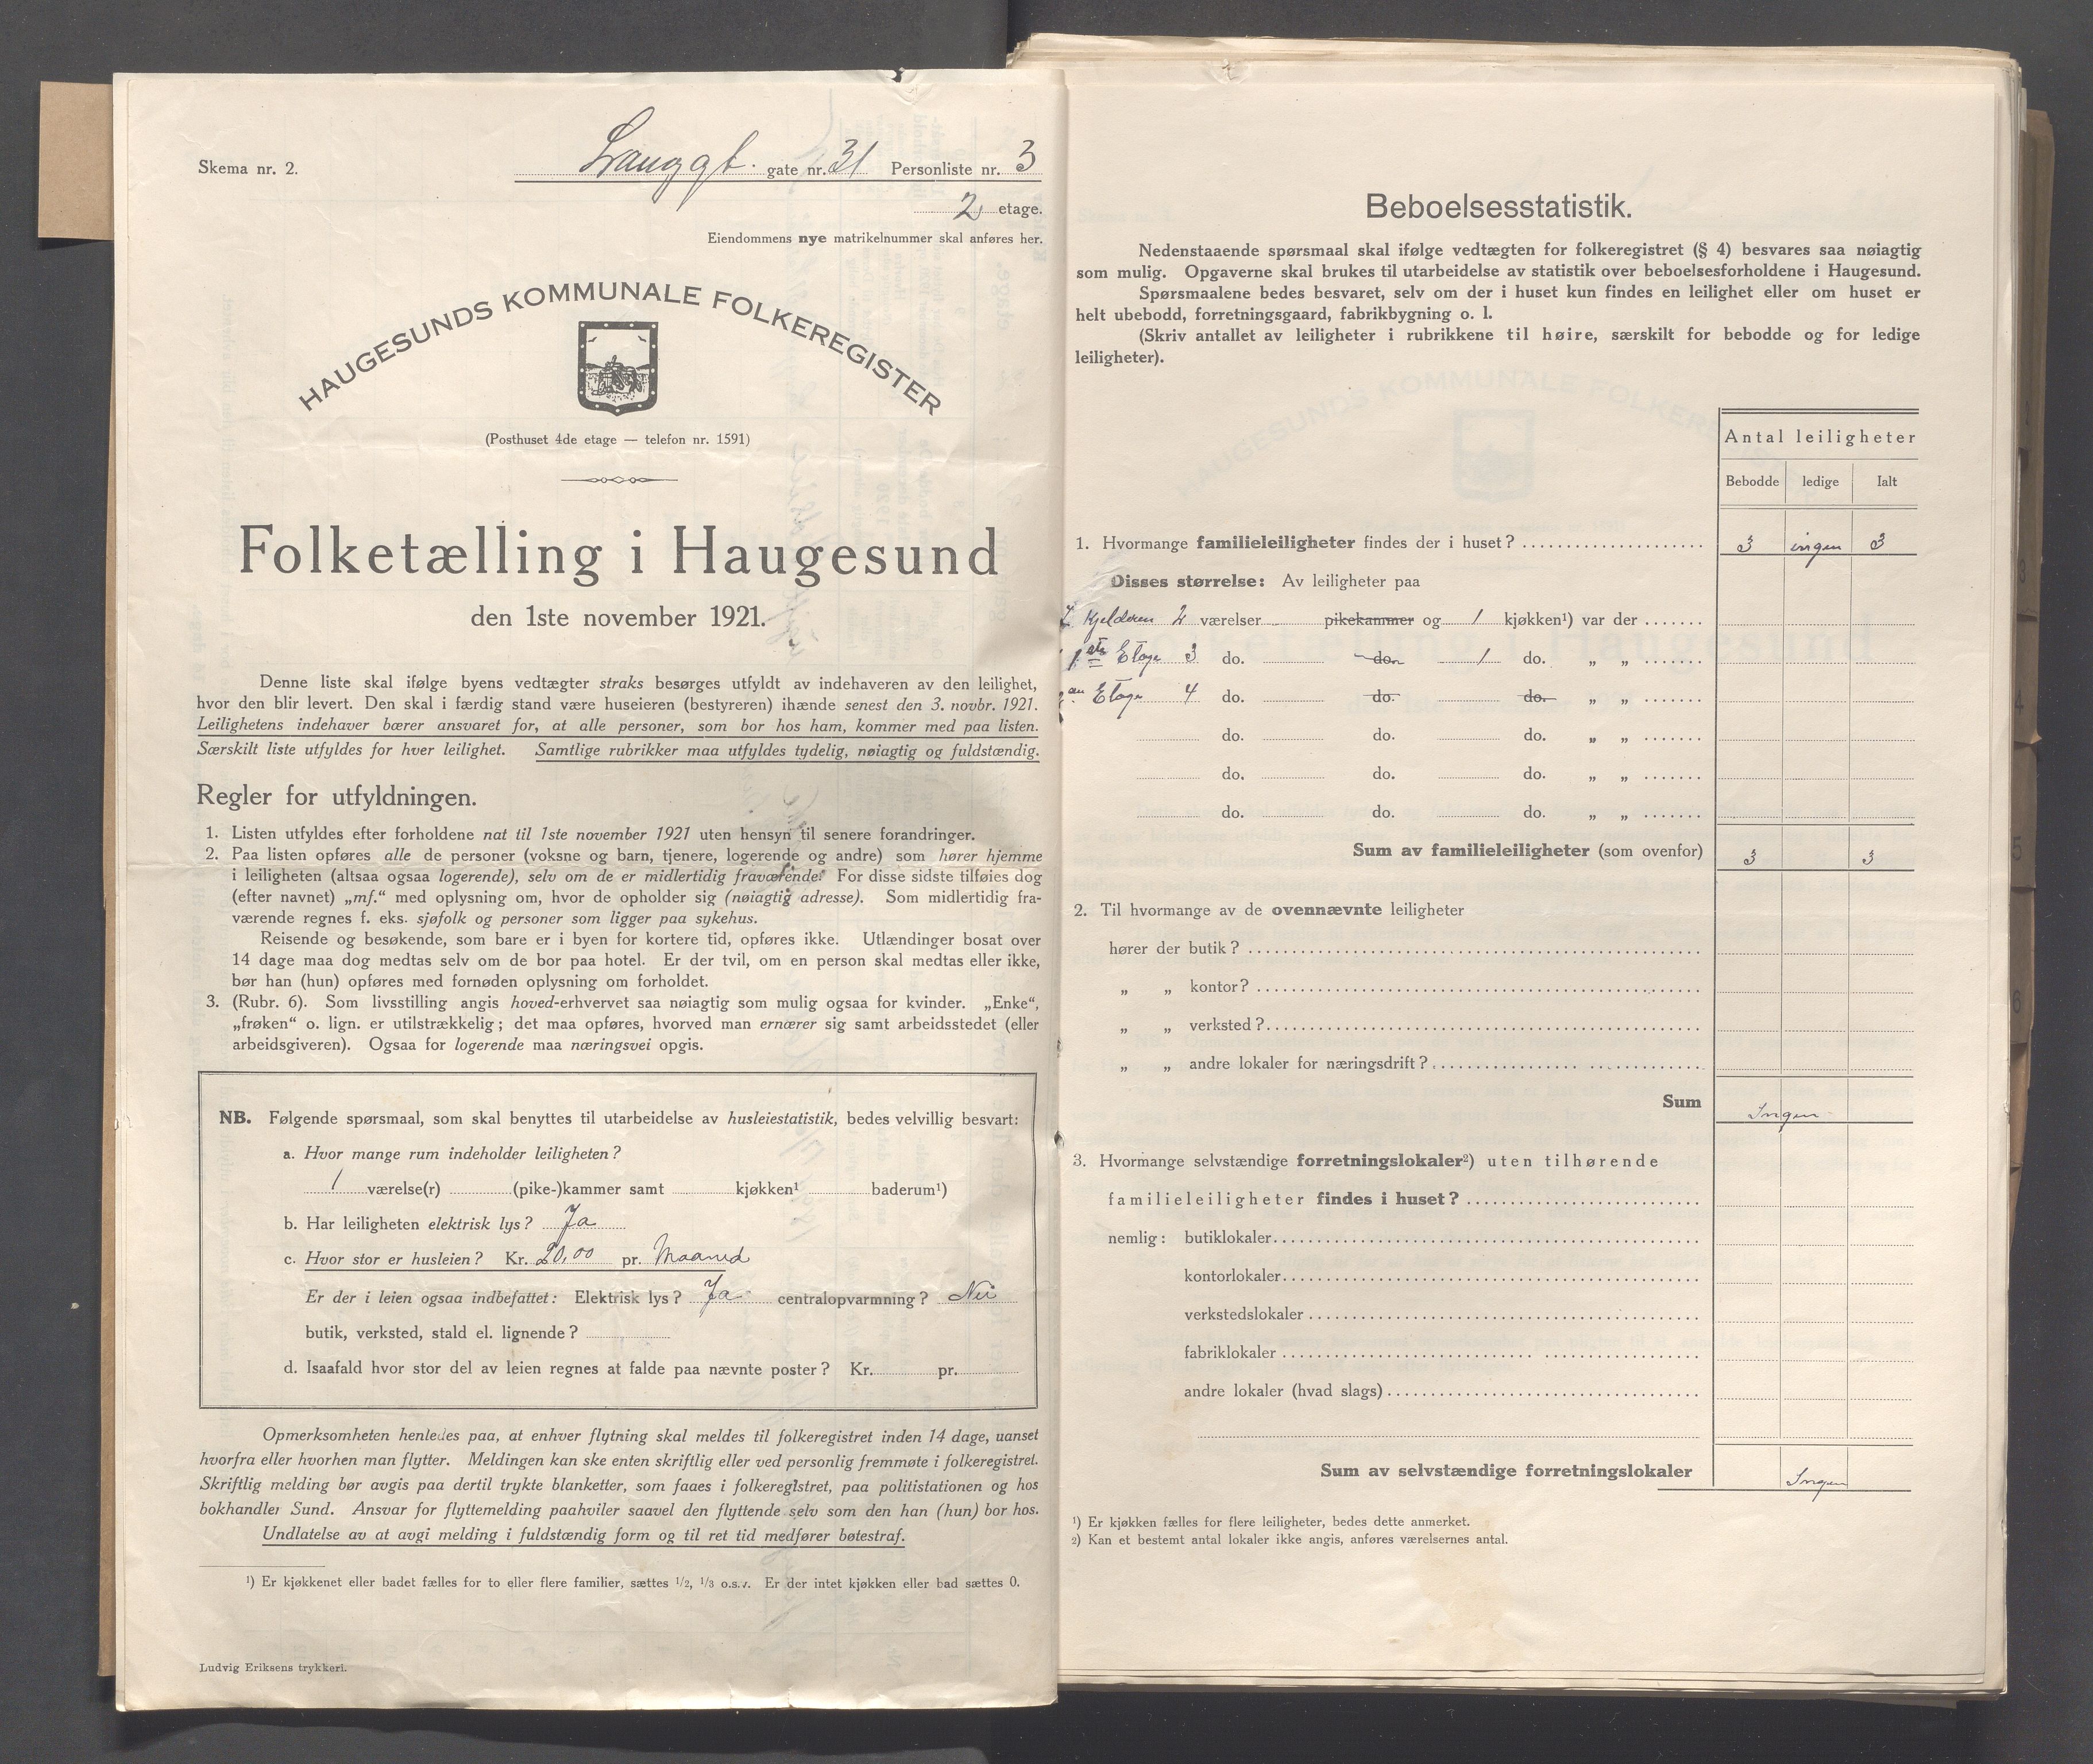 Skema nr. 2.
Langgt. gate nr. 31 Personliste nr. 3
2 etage.
Eiendommens nye matrikelnummer skal anføres her.
HAUGESUNDS KOMMUNALE FOLKEREGISTER
(Posthuset 4de etage — telefon nr. 1591)
Folketælling i Haugesund
den 1ste november 1921.
Denne liste skal ifølge byens vedtægter straks besørges utfyldt av indehaveren av den leilighet,
hvor den blir levert. Den skal i færdig stand være huseieren (bestyreren) ihænde senest den 3. novbr. 1921.
Leilighetens indehaver bærer ansvaret for, at alle personer, som bor hos ham, kommer med paa listen.
Særskilt liste utfyldes for hver leilighet. Samtlige rubrikker maa utfyldes tydelig, nøiagtig og fuldstændig.
Regler for utfyldningen.
1. Listen utfyldes efter forholdene nat til 1ste november 1921 uten hensyn til senere forandringer.
2. Paa listen opføres alle de personer (voksne og barn, tjenere, logerende og andre) som hører hjemme
i leiligheten (altsaa ogsaa logerende), selv om de er midlertidig fraværende. For disse sidste tilføies dog
(efter navnet) „mf.“ med oplysning om, hvor de opholder sig (nøiagtig adresse). Som midlertidig fra-
værende regnes f. eks. sjøfolk og personer som ligger paa sykehus.
Reisende og besøkende, som bare er i byen for kortere tid, opføres ikke. Utlændinger bosat over
14 dage maa dog medtas selv om de bor paa hotel. Er der tvil, om en person skal medtas eller ikke,
bør han (hun) opføres med fornøden oplysning om forholdet.
3. (Rubr. 6). Som livsstilling angis hoved-erhvervet saa nøiagtig som mulig ogsaa for kvinder. „Enke“,
„frøken“ o. lign. er utilstrækkelig; det maa opføres, hvorved man ernærer sig samt arbeidsstedet (eller
arbeidsgiveren). Ogsaa for logerende maa næringsvei opgis.
NB. Følgende spørsmaal, som skal benyttes til utarbeidelse av husleiestatistik, bedes velvillig besvart:
a. Hvor mange rum indeholder leiligheten?
1 værelse(r) (pike-)kammer samt kjøkken¹ baderum¹)
b. Har leiligheten elektrisk lys? Ja
c. Hvor stor er husleien? Kr. 20,00 pr. Maaned
Er der i leien ogsaa indbefattet: Elektrisk lys? Ja centralopvarmning? Nei
butik, verksted, stald el. lignende?
d. Isaafald hvor stor del av leien regnes at falde paa nævnte poster? Kr. pr.
Opmerksomheten henledes paa, at enhver flytning skal meldes til folkeregistret inden 14 dage, uanset
hvorfra eller hvorhen man flytter. Meldingen kan ske enten skriftlig eller ved personlig fremmøte i folkeregistret.
Skriftlig melding bør avgis paa dertil trykte blanketter, som faaes i folkeregistret, paa politistationen og hos
bokhandler Sund. Ansvar for flyttemelding paahviler saavel den flyttende selv som den han (hun) bor hos.
Undlatelse av at avgi melding i fuldstændig form og til ret tid medfører bøtestraf.
¹) Er kjøkkenet eller badet fælles for to eller flere familier, sættes 1/2, 1/3 o.s.v. Er der intet kjøkken eller bad sættes 0.
Ludvig Eriksens trykkeri.
Beboelsesstatistik.
Nedenstaaende spørsmaal skal ifølge vedtægten for folkeregistret (§ 4) besvares saa nøiagtig
som mulig. Opgaverne skal brukes til utarbeidelse av statistik over beboelsesforholdene i Haugesund.
Spørsmaalene bedes besvaret, selv om der i huset kun findes en leilighet eller om huset er
helt ubebodd, forretningsgaard, fabrikbygning o. l.
(Skriv antallet av leiligheter i rubrikkene til høire, særskilt for bebodde og for ledige
leiligheter).
Antal leiligheter
Bebodde ledige Ialt
1. Hvormange familieleiligheter findes der i huset? 3 ingen 3
Disses størrelse: Av leiligheter paa
Kjelderen 2 værelser pikekammer og 1 kjøkken¹) var der
1ste Etage 3 do. do. 1 do. „ „
Etage 4 do. do. do. „ „
do. do. do. „ „
do. do. do. „ „
do. do. do. „ „
Sum av familieleiligheter (som ovenfor) 3 3
2. Til hvormange av de ovennævnte leiligheter
hører der butik?
„ „ kontor?
„ „ verksted?
„ „ andre lokaler for næringsdrift?
Sum Ingen
3. Hvormange selvstændige forretningslokaler²) uten tilhørende
familieleiligheter findes i huset?
nemlig: butiklokaler
kontorlokaler
verkstedslokaler
fabriklokaler
andre lokaler (hvad slags)
Sum av selvstændige forretningslokaler Ingen
¹) Er kjøkken fælles for flere leiligheter, bedes dette anmerket.
²) Kan et bestemt antal lokaler ikke angis, anføres værelsernes antal.